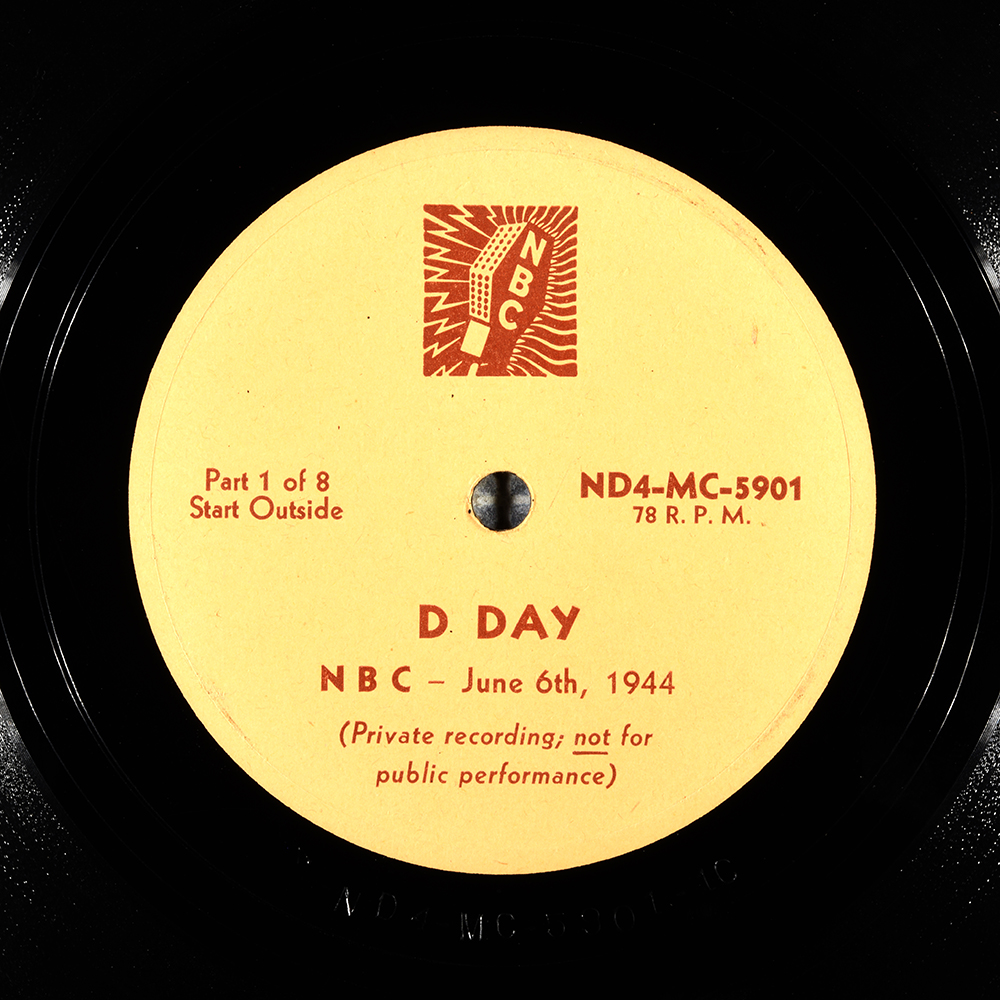 NBC
Part 1 of 8
Start Outside
ND4-MC-5901
78 R. P. M.
D DAY
NBC – June 6th, 1944
(Private recording; not for
public performance)